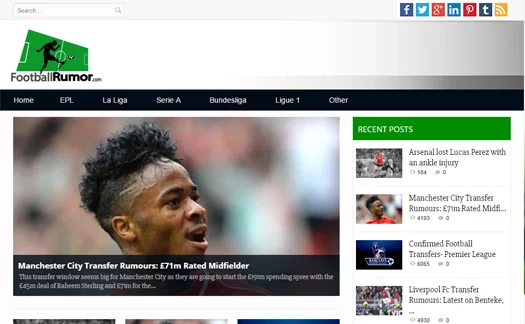 Search ...
FootballRumor.com
Home EPL La Liga Serie A Bundesliga Ligue 1 Other
Manchester City Transfer Rumours: £71m Rated Midfielder
This transfer window seems big for Manchester City as they are going to start the £191m spending spree with the
£45m deal of Raheem Sterling and £71m for the...
RECENT POSTS
Arsenal lost Lucas Perez with
an ankle injury
184 0
Manchester City Transfer
Rumours: £71m Rated Midfi...
4193 0
Confirmed Football
Transfers- Premier League
6065 0
Liverpool Fc Transfer
Rumours: Latest on Benteke,
...
4930 0